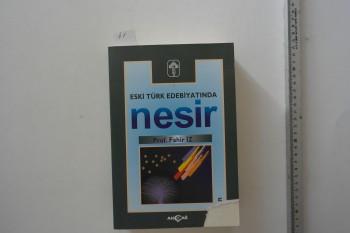 ESKİ TÜRK EDEBİYATINDA
nesir
Prof. Fahir İZ
AKÇAĞ